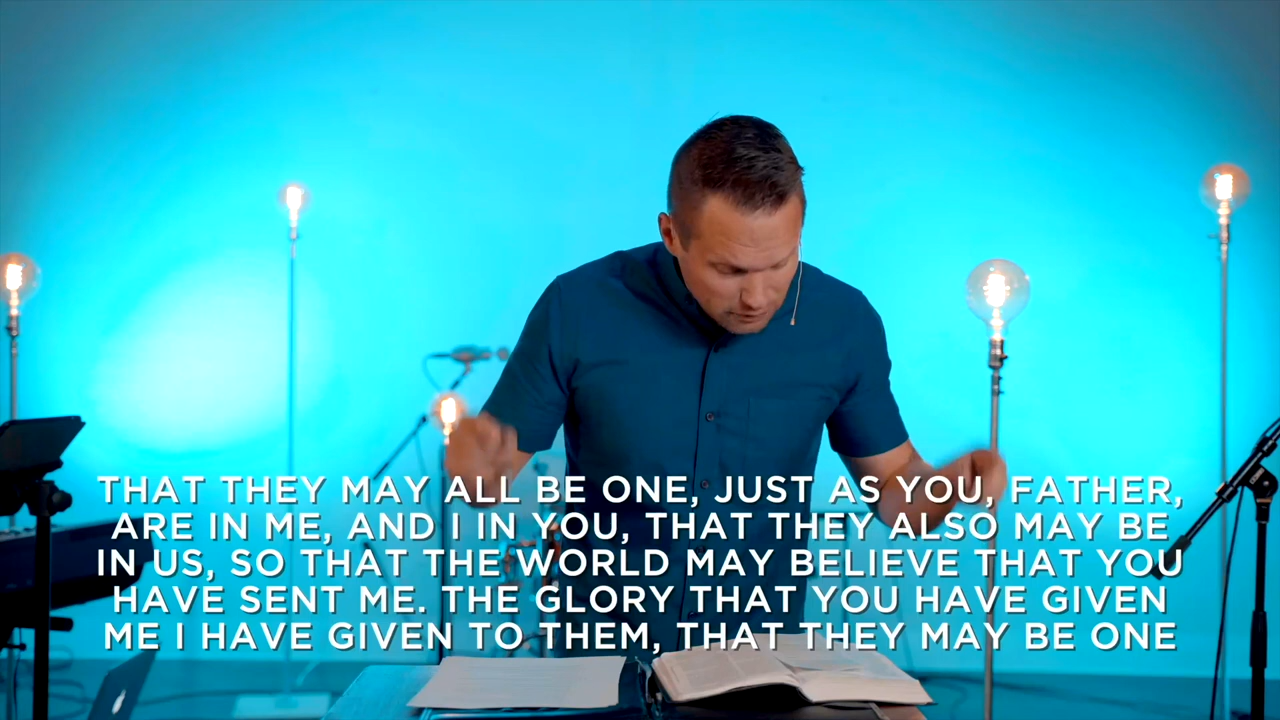 THAT THEY MAY ALL BE ONE, JUST AS YOU, FATHER,
ARE IN ME, AND I IN YOU, THAT THEY ALSO MAY BE
IN US, SO THAT THE WORLD MAY BELIEVE THAT YOU
HAVE SENT ME. THE GLORY THAT YOU HAVE GIVEN
ME I HAVE GIVEN TO THEM, THAT THEY MAY BE ONE